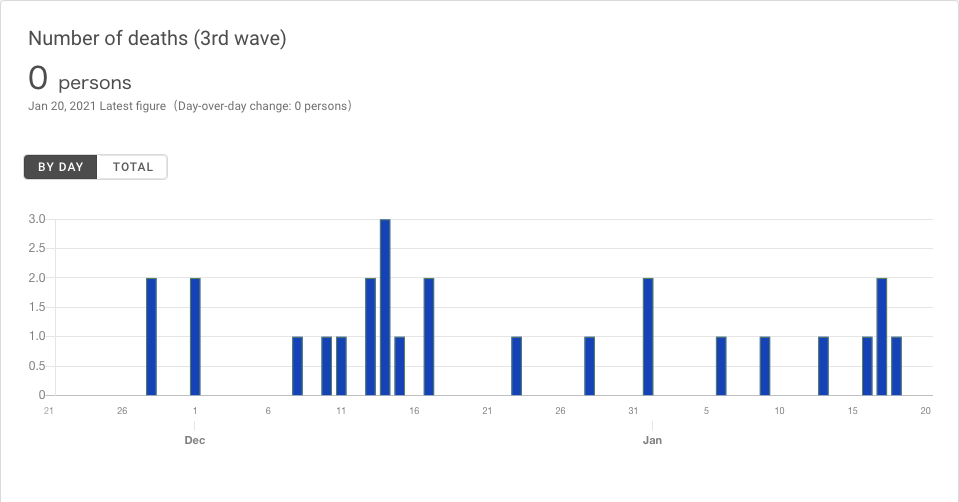 Number of deaths (3rd wave)
0 persons
Jan 20, 2021 Latest figure（Day-over-day change: 0 persons）
BY DAY TOTAL
3.0
2.5
2.0
1.5
1.0
0.5
0
21 26 1 6 11 16 21 26 31 5 10 15 20
Dec Jan